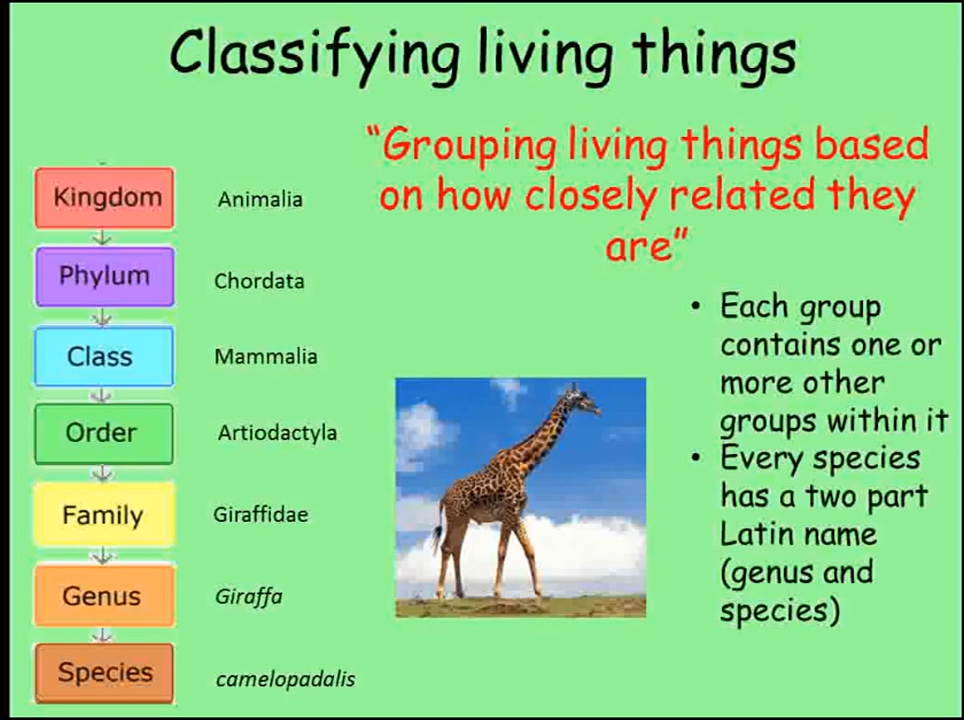 Classifying living things
"Grouping living things based
on how closely related they
are"
Kingdom Animalia
Phylum Chordata
Class Mammalia
Order Artiodactyla
Family Giraffidae
Genus Giraffa
Species camelopadalis
• Each group
contains one or
more other
groups within it
• Every species
has a two part
Latin name
(genus and
species)